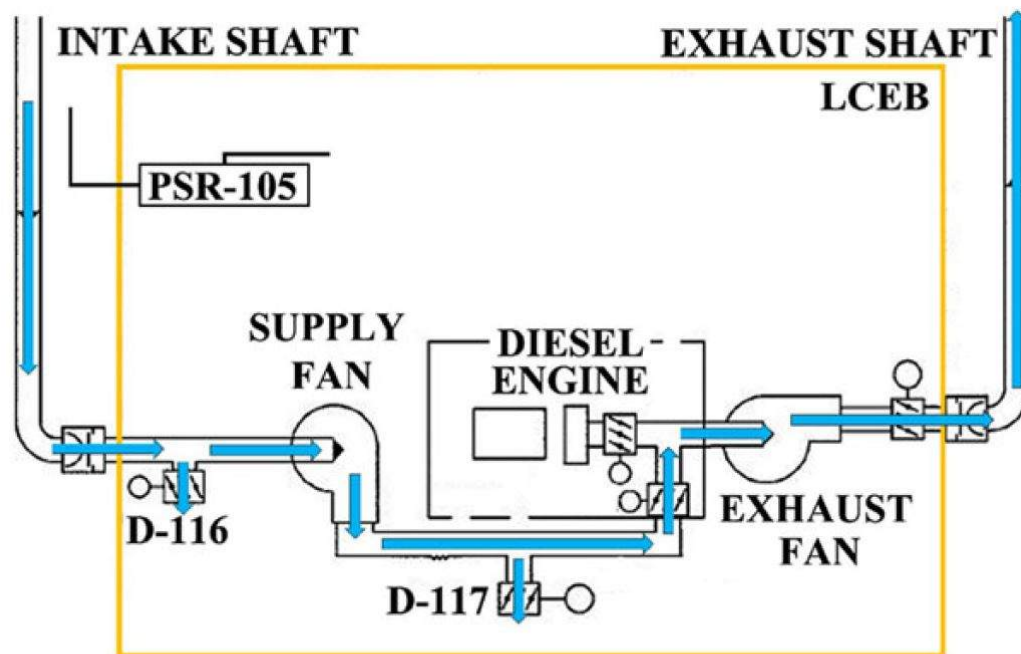 INTAKE SHAFT
EXHAUST SHAFT
LCEB
PSR-105
SUPPLY
FAN
DIESEL
ENGINE
D-116
EXHAUST
FAN
D-117